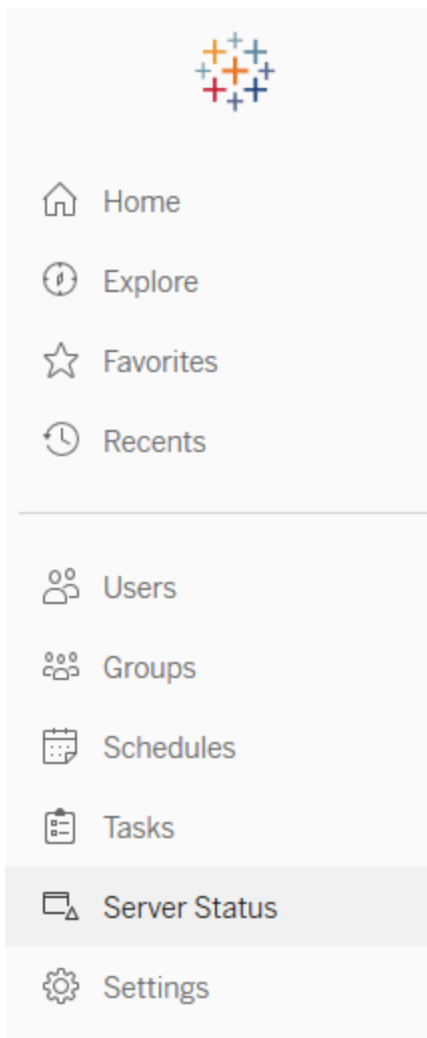 Home
Explore
Favorites
Recents
Users
Groups
Schedules
Tasks
Server Status
Settings